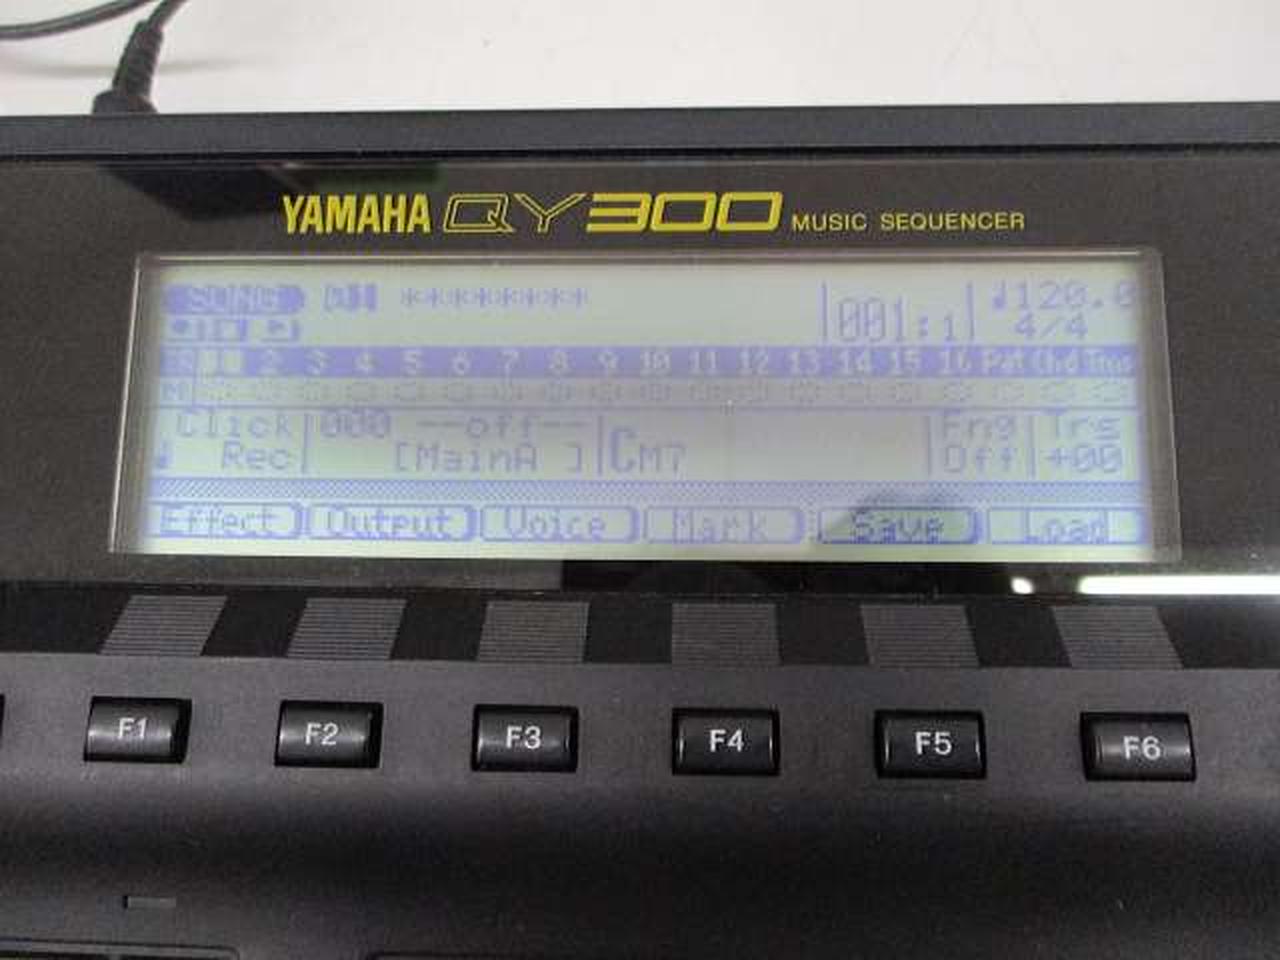 YAMAHA QY300 MUSIC SEQUENCER
SONG ******** 001:1 ♩120.0
4/4
2 3 4 5 6 7 8 9 10 11 12 13 14 15 16 Pat Chd
M
Click 000 --off-- Fng Trs
♩ Rec [MainA ] CM7 Off +00
Effect Output Voice Mark Save Load
F1 F2 F3 F4 F5 F6